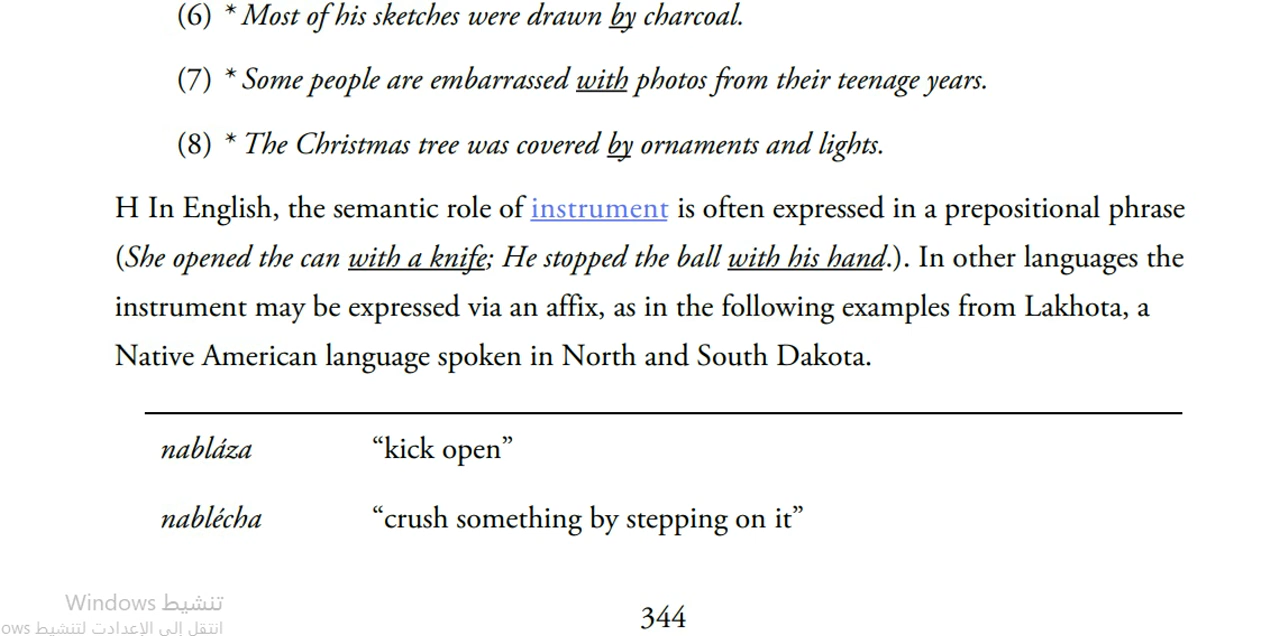 (6) * Most of his sketches were drawn by charcoal.
(7) * Some people are embarrassed with photos from their teenage years.
(8) * The Christmas tree was covered by ornaments and lights.
H In English, the semantic role of instrument is often expressed in a prepositional phrase
(She opened the can with a knife; He stopped the ball with his hand.). In other languages the
instrument may be expressed via an affix, as in the following examples from Lakhota, a
Native American language spoken in North and South Dakota.
nabláza “kick open”
nablécha “crush something by stepping on it”
تنشيط Windows
انتقل إلى الإعدادت لتنشيط ows
344